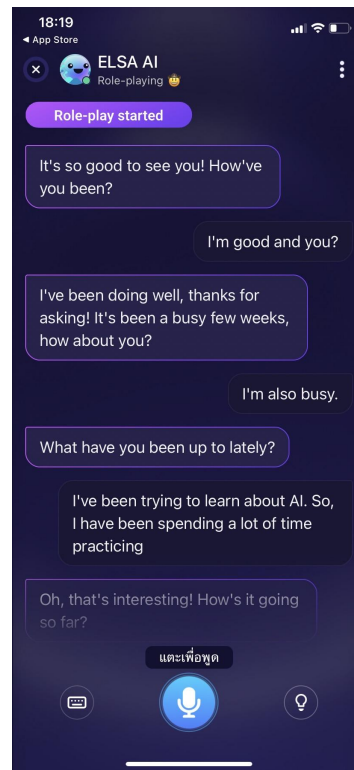 18:19
◀ App Store
ELSA AI
Role-playing 🤠
Role-play started
It's so good to see you! How've
you been?
I'm good and you?
I've been doing well, thanks for
asking! It's been a busy few weeks,
how about you?
I'm also busy.
What have you been up to lately?
I've been trying to learn about AI. So,
I have been spending a lot of time
practicing
Oh, that's interesting! How's it going
so far?
แตะเพื่อพูด